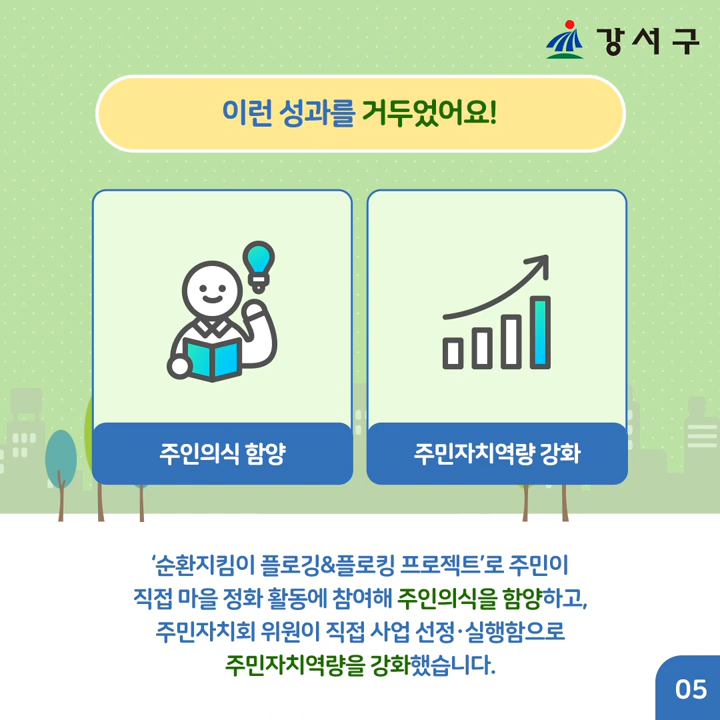 강서구
이런 성과를 거두었어요!
주인의식 함양
주민자치역량 강화
‘순환지킴이 플로깅&플로킹 프로젝트’로 주민이
직접 마을 정화 활동에 참여해 주인의식을 함양하고,
주민자치회 위원이 직접 사업 선정·실행함으로
주민자치역량을 강화했습니다.
05